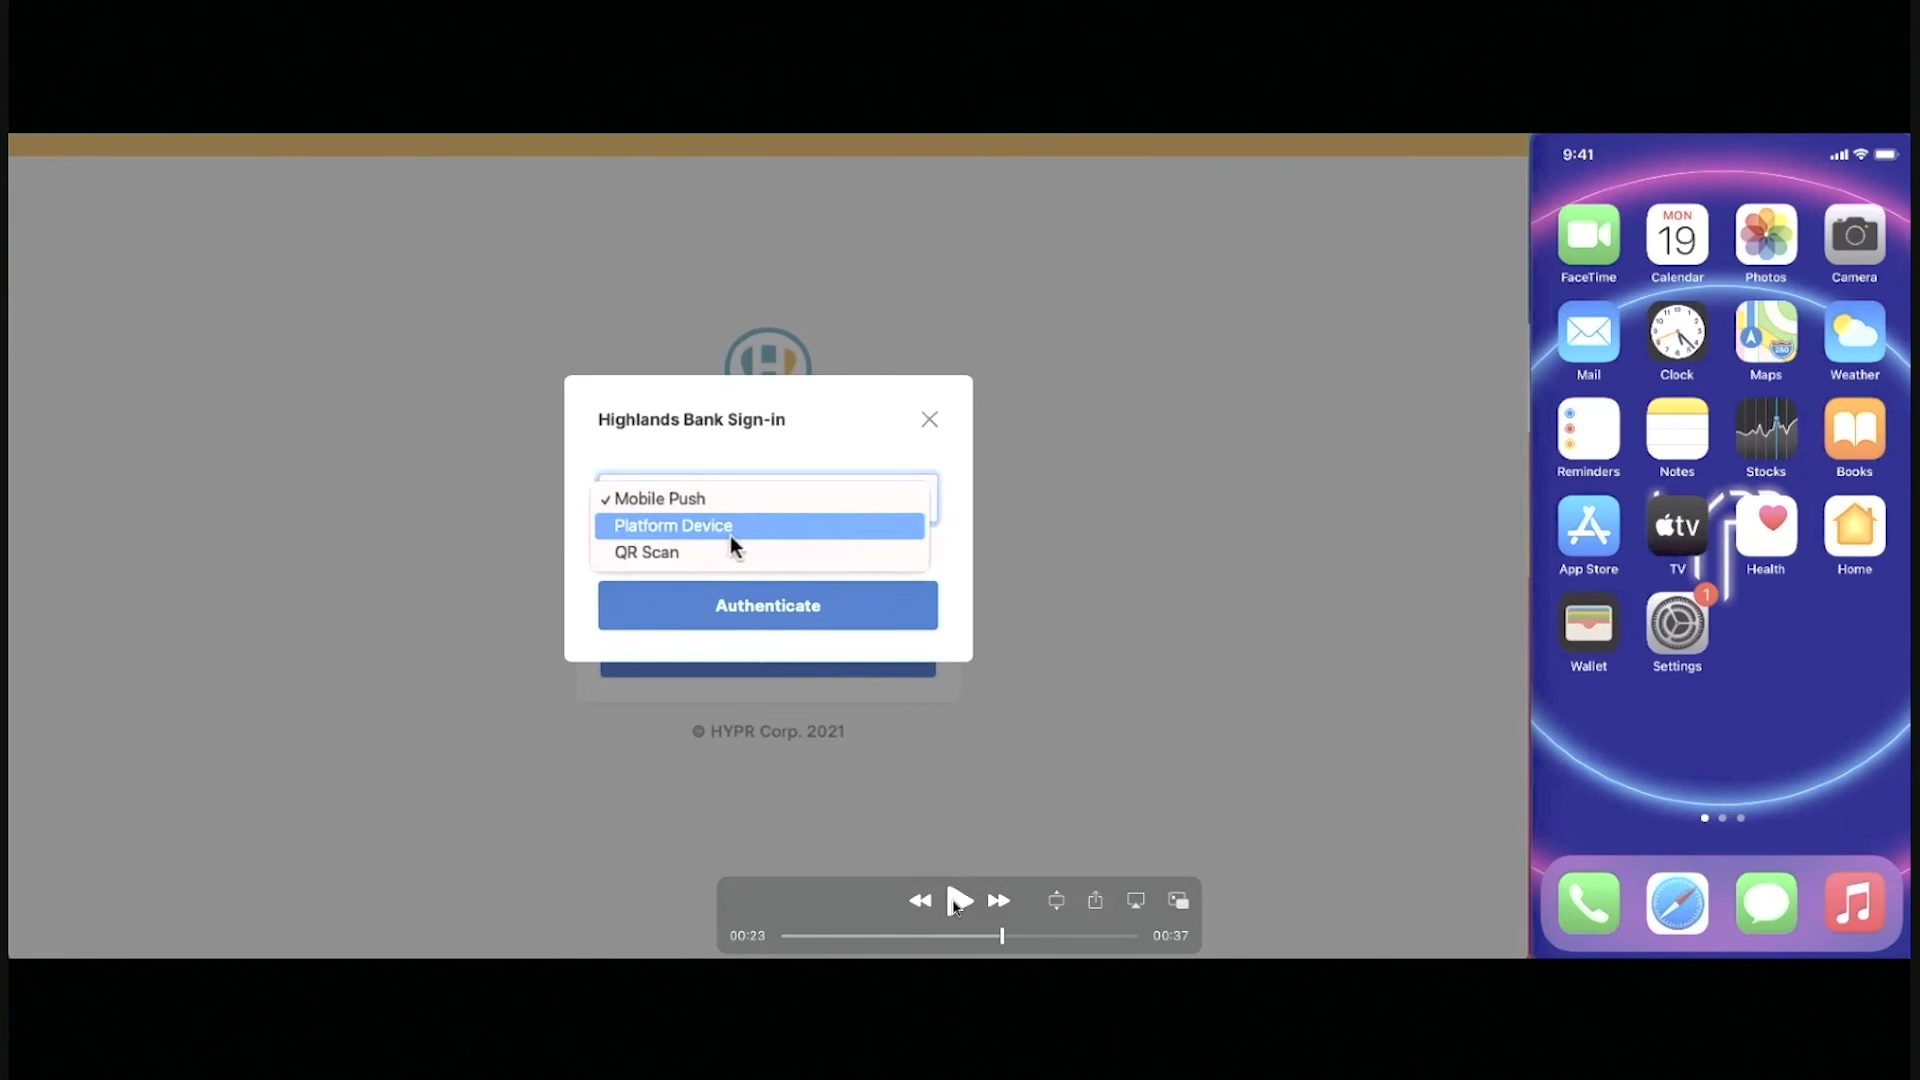 Highlands Bank Sign-in
✓ Mobile Push
Platform Device
QR Scan
Authenticate
© HYPR Corp. 2021
00:23
00:37
9:41
MON
19
FaceTime
Calendar
Photos
Camera
Mail
Clock
Maps
Weather
Reminders
Notes
Stocks
Books
tv
App Store
TV
Health
Home
1
Wallet
Settings